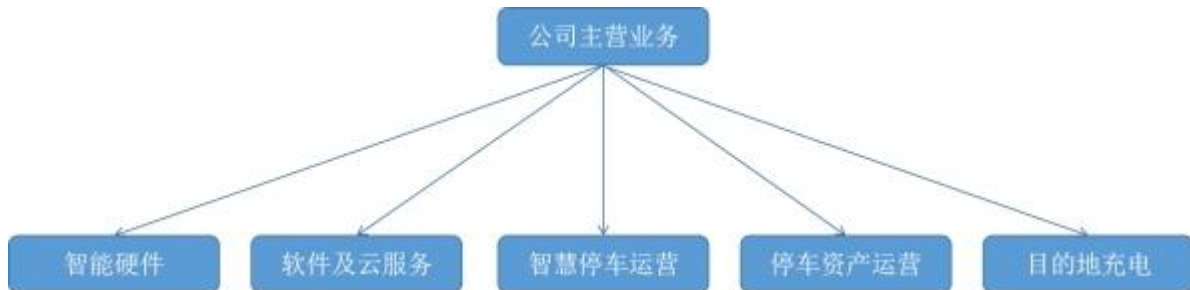 公司主营业务
智能硬件
软件及云服务
智慧停车运营
停车资产运营
目的地充电